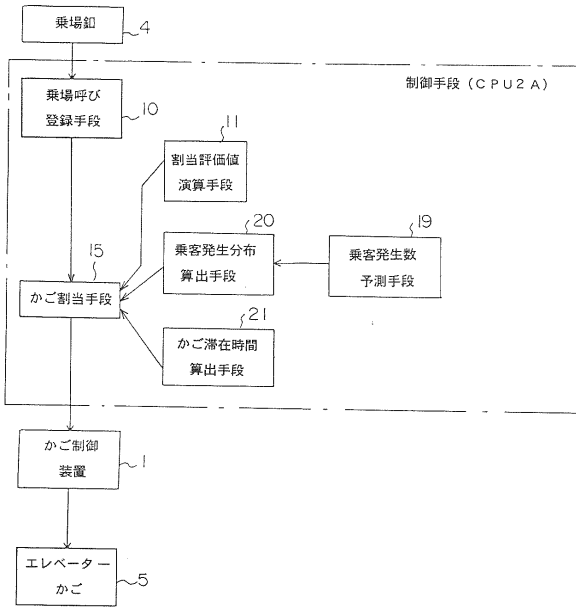 乗場釦
4
制御手段(CPU2A)
乗場呼び
登録手段
10
11
割当評価値
演算手段
20
乗客発生分布
算出手段
19
乗客発生数
予測手段
15
かご割当手段
21
かご滞在時間
算出手段
かご制御
装置
1
エレベーター
かご
5